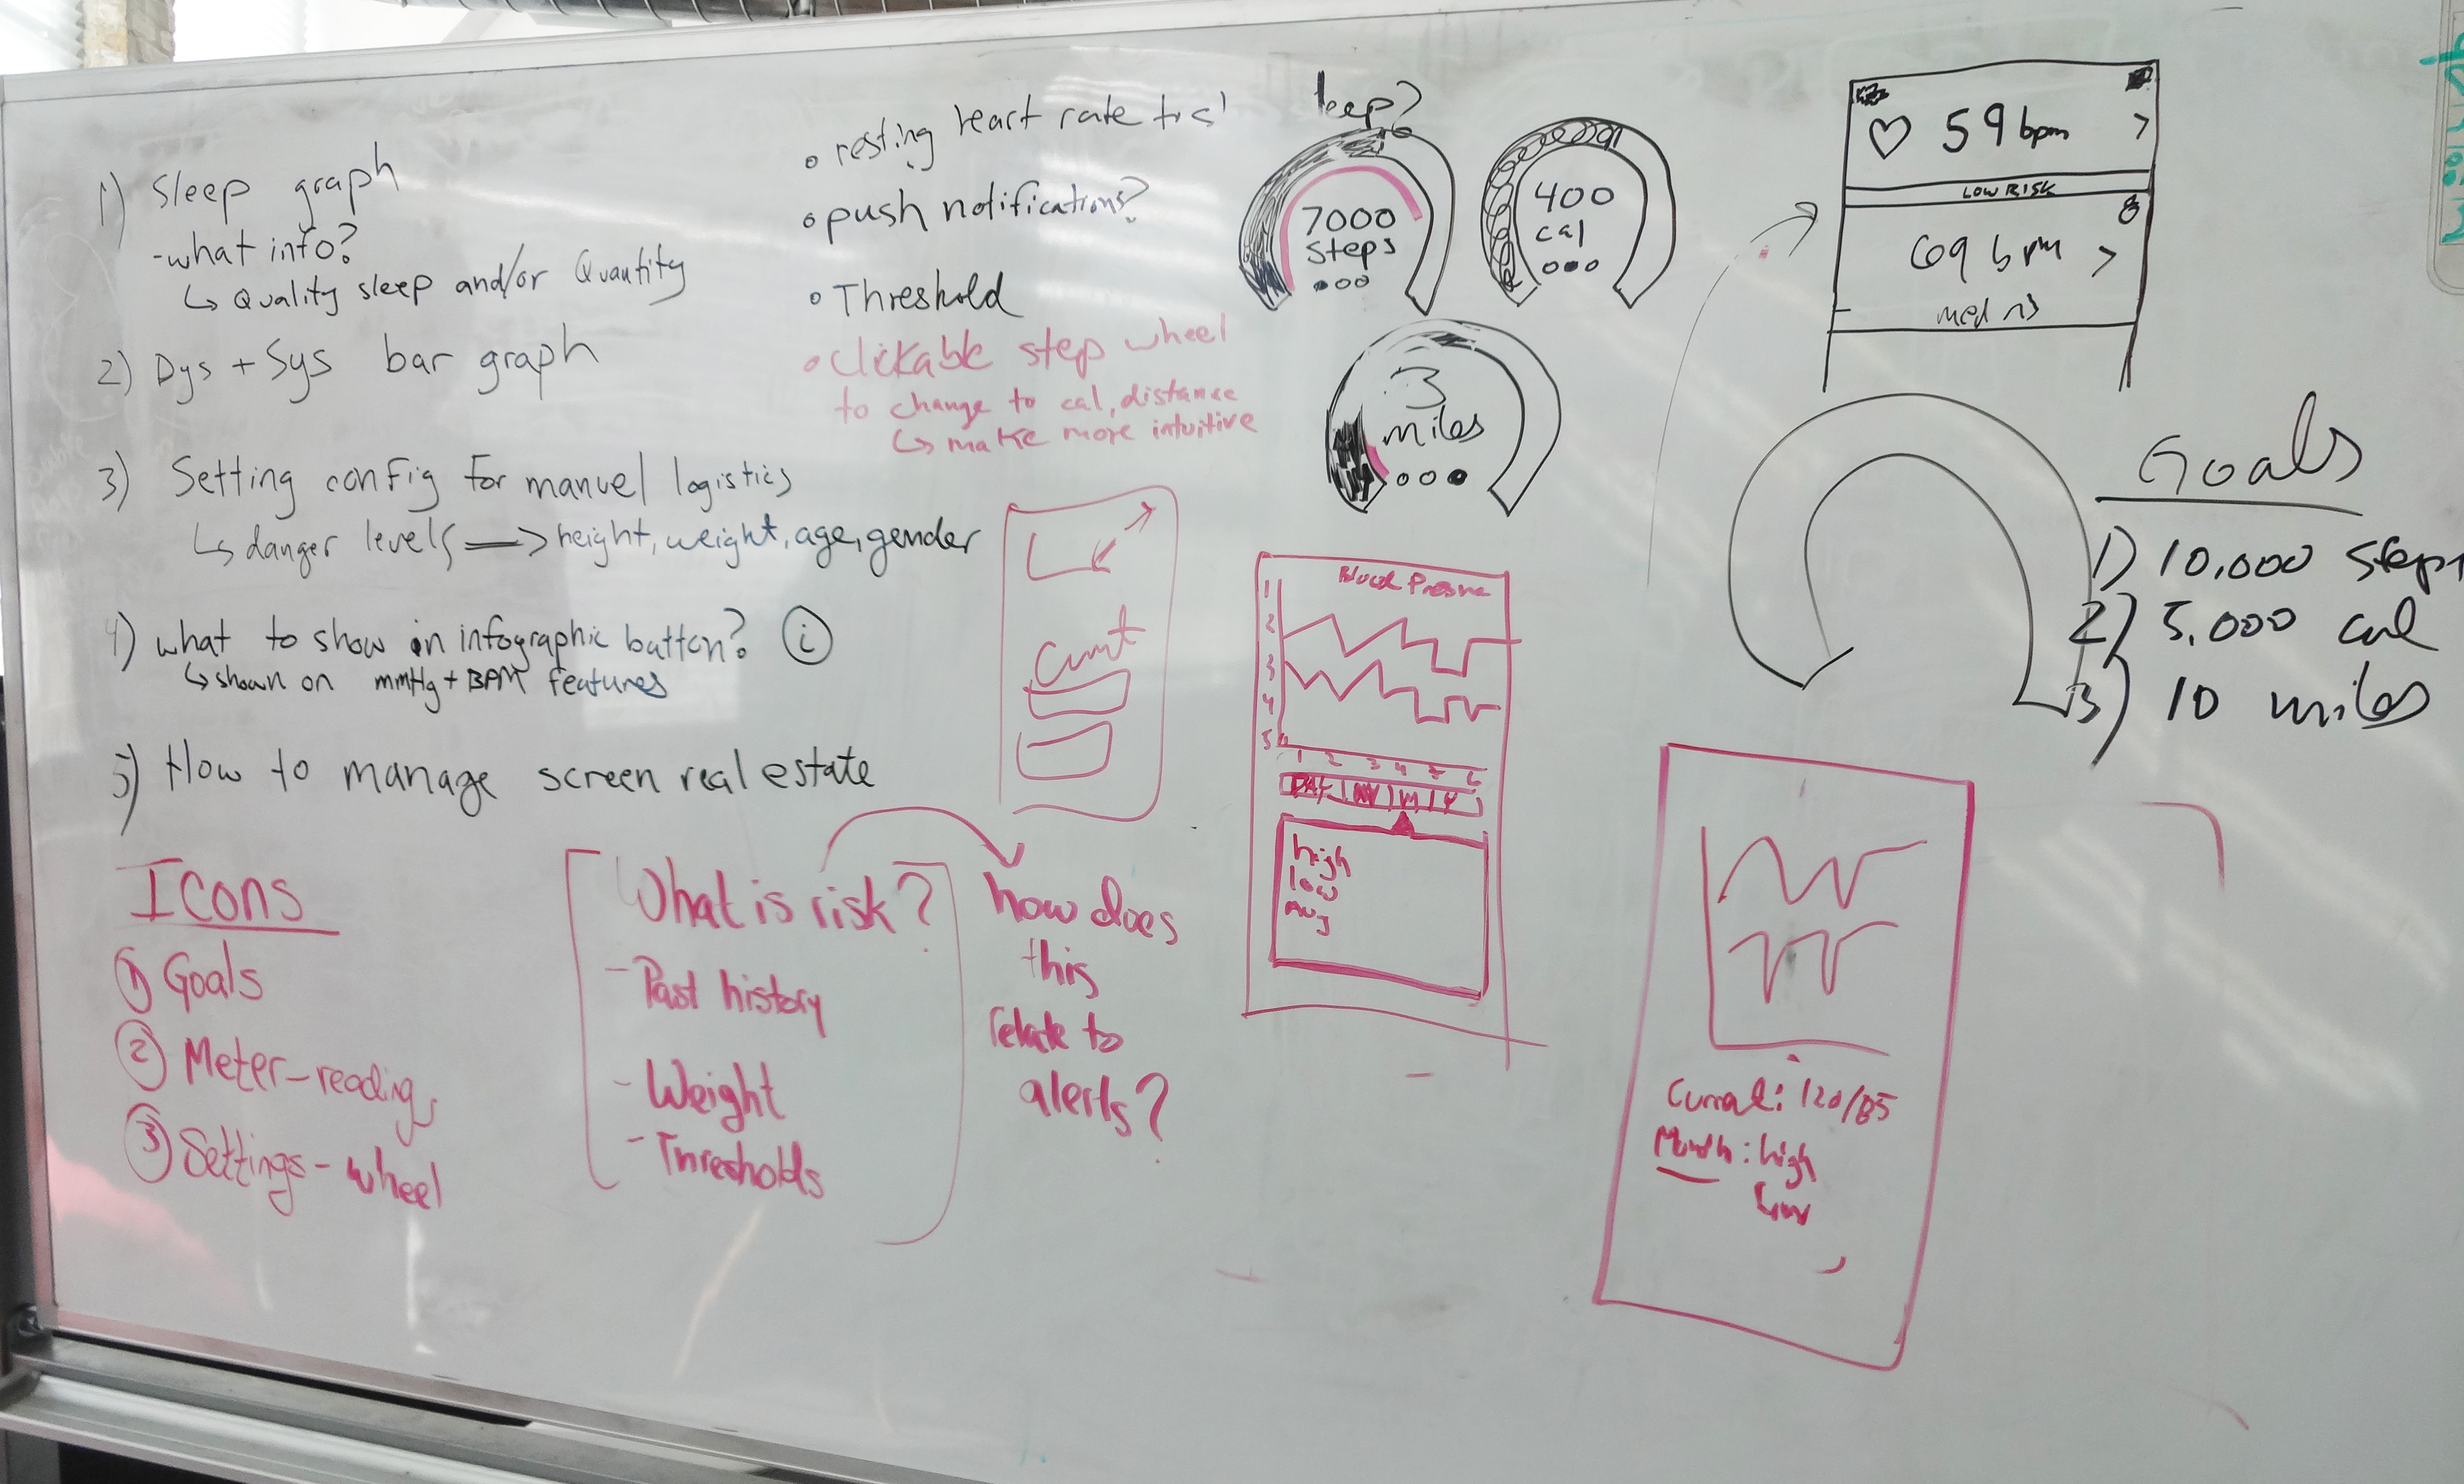 1) Sleep graph
-what info?
↳ Quality sleep and/or Quantity
2) Dys + Sys bar graph
3) Setting config for manuel logistics
↳ danger levels → height, weight, age, gender
4) what to show on infographic button? (i)
↳ shown on mmHg + BPM features
5) How to manage screen real estate
• resting heart rate
• push notifications?
• Threshold
• clickable step wheel
to change to cal, distance
↳ make more intuitive
7000
steps
400
cal
3
miles
59 bpm >
LOW RISK
69 bpm >
med
Goals
1) 10,000 steps
2) 5,000 cal
3) 10 miles
Icons
① Goals
② Meter-reading
③ Settings - wheel
What is risk?
- Past history
- Weight
- Thresholds
how does
this
relate to
alerts?
Blood Pressure
1
2
3
4
5
1 2 3 4 5 6
DAY | W | M | Y
high
low
Avg
Current: 120/85
Month: high
low